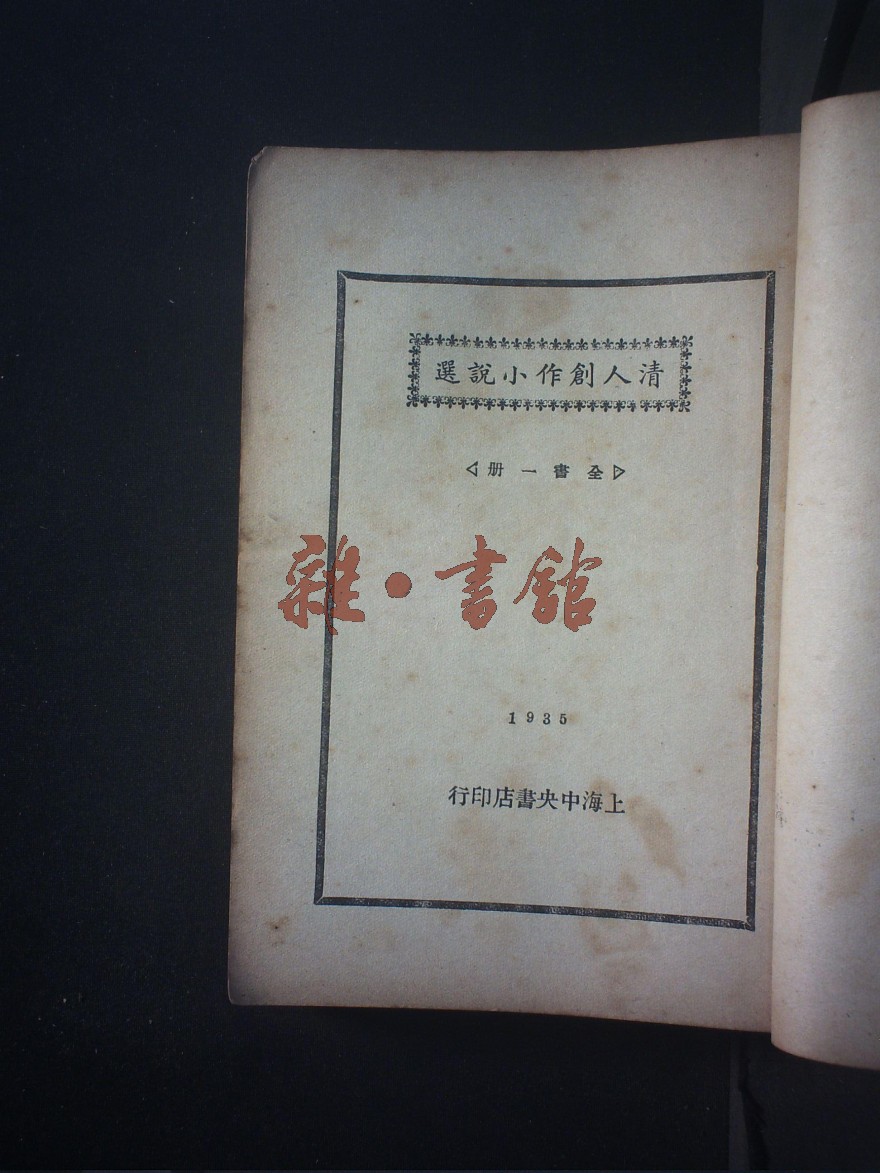 清人創作小說選
全書一册
雜·書館
1935
上海中央書店印行